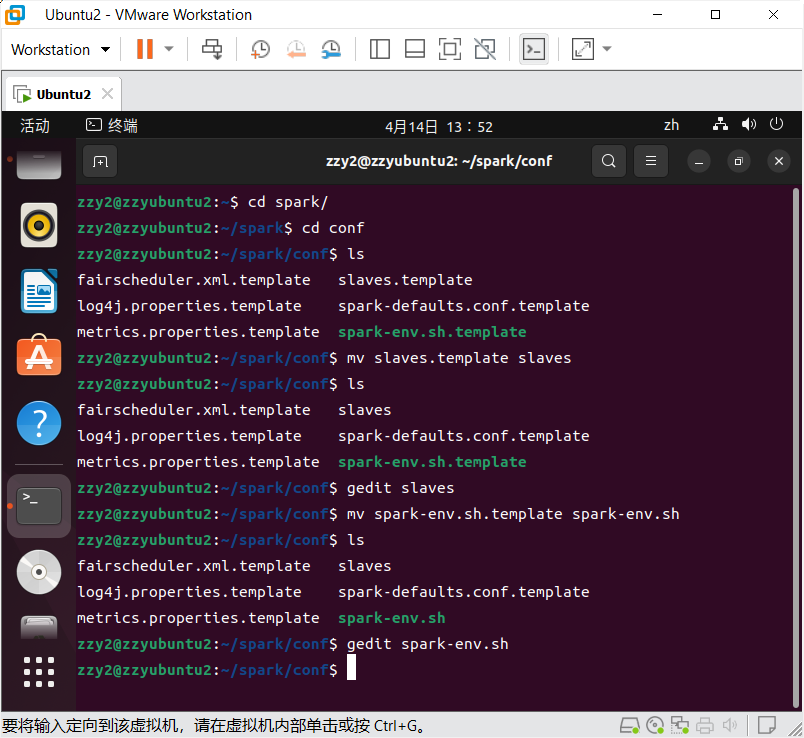 Ubuntu2 - VMware Workstation
Workstation
Ubuntu2
活动
终端
4月14日 13：52
zh
zzy2@zzyubuntu2: ~/spark/conf
zzy2@zzyubuntu2:~$ cd spark/
zzy2@zzyubuntu2:~/spark$ cd conf
zzy2@zzyubuntu2:~/spark/conf$ ls
fairscheduler.xml.template   slaves.template
log4j.properties.template    spark-defaults.conf.template
metrics.properties.template  spark-env.sh.template
zzy2@zzyubuntu2:~/spark/conf$ mv slaves.template slaves
zzy2@zzyubuntu2:~/spark/conf$ ls
fairscheduler.xml.template   slaves
log4j.properties.template    spark-defaults.conf.template
metrics.properties.template  spark-env.sh.template
zzy2@zzyubuntu2:~/spark/conf$ gedit slaves
zzy2@zzyubuntu2:~/spark/conf$ mv spark-env.sh.template spark-env.sh
zzy2@zzyubuntu2:~/spark/conf$ ls
fairscheduler.xml.template   slaves
log4j.properties.template    spark-defaults.conf.template
metrics.properties.template  spark-env.sh
zzy2@zzyubuntu2:~/spark/conf$ gedit spark-env.sh
zzy2@zzyubuntu2:~/spark/conf$
要将输入定向到该虚拟机，请在虚拟机内部单击或按 Ctrl+G。